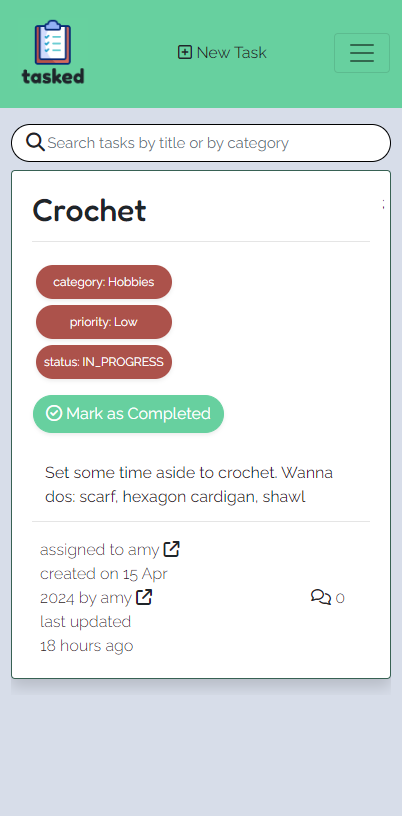 tasked
New Task
Search tasks by title or by category
Crochet
;
category: Hobbies
priority: Low
status: IN_PROGRESS
Mark as Completed
Set some time aside to crochet. Wanna
dos: scarf, hexagon cardigan, shawl
assigned to amy
created on 15 Apr
2024 by amy
0
last updated
18 hours ago